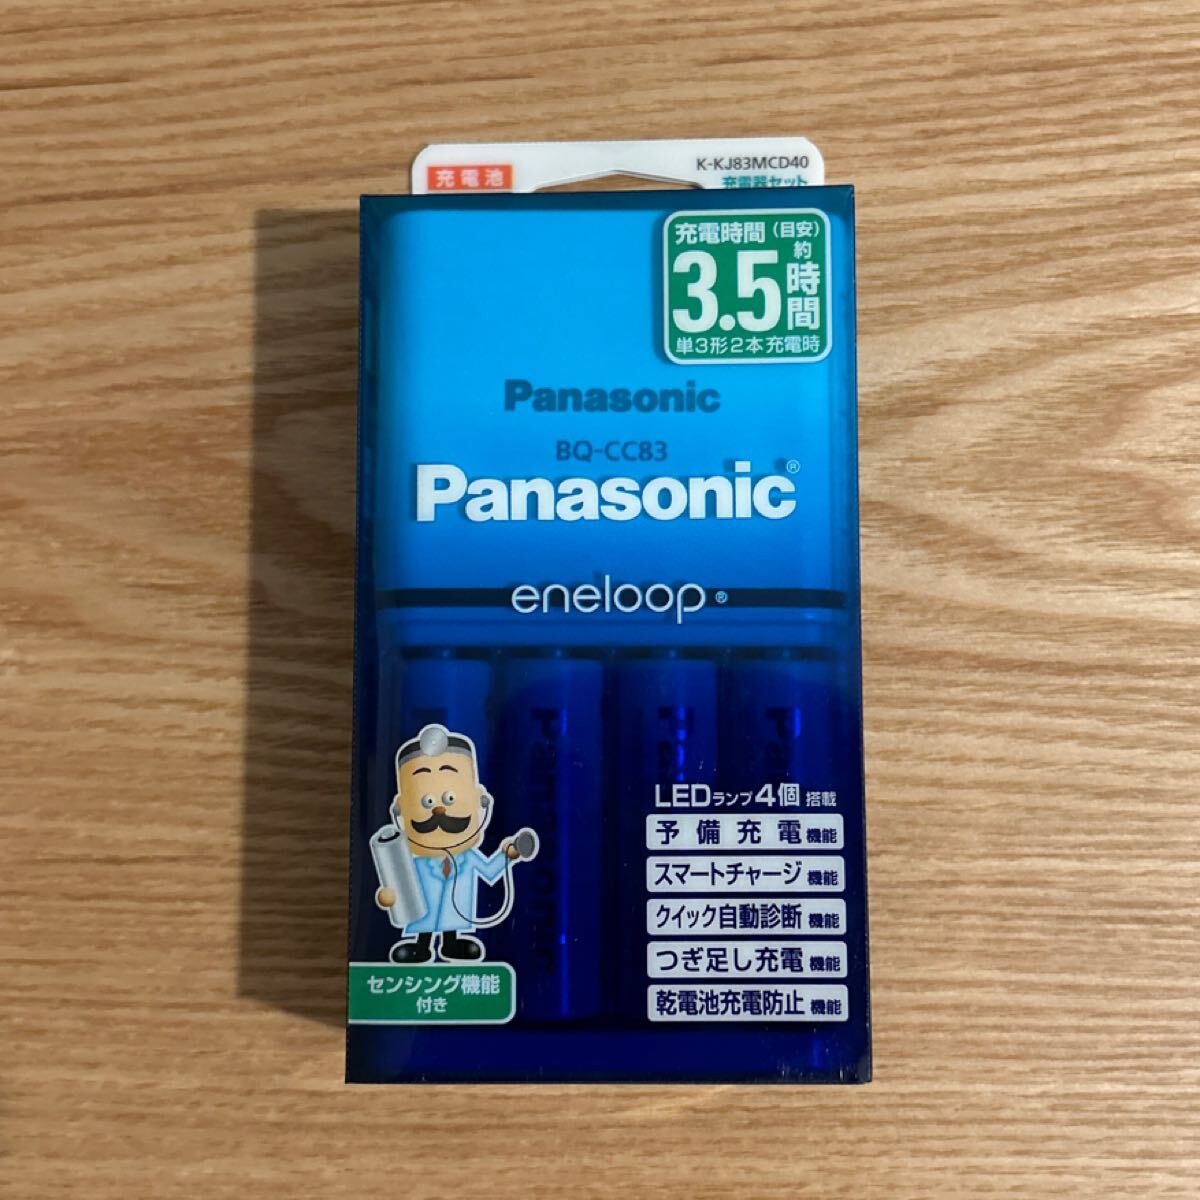 充電池
K-KJ83MCD40
充電器セット
充電時間(目安)
約
3.5時間
単3形2本充電時
Panasonic
BQ-CC83
Panasonic®
eneloop®
Panasonic
Pa
LEDランプ4個 搭載
予備充電 機能
スマートチャージ 機能
クイック自動診断 機能
つぎ足し充電 機能
乾電池充電防止 機能
センシング機能
付き